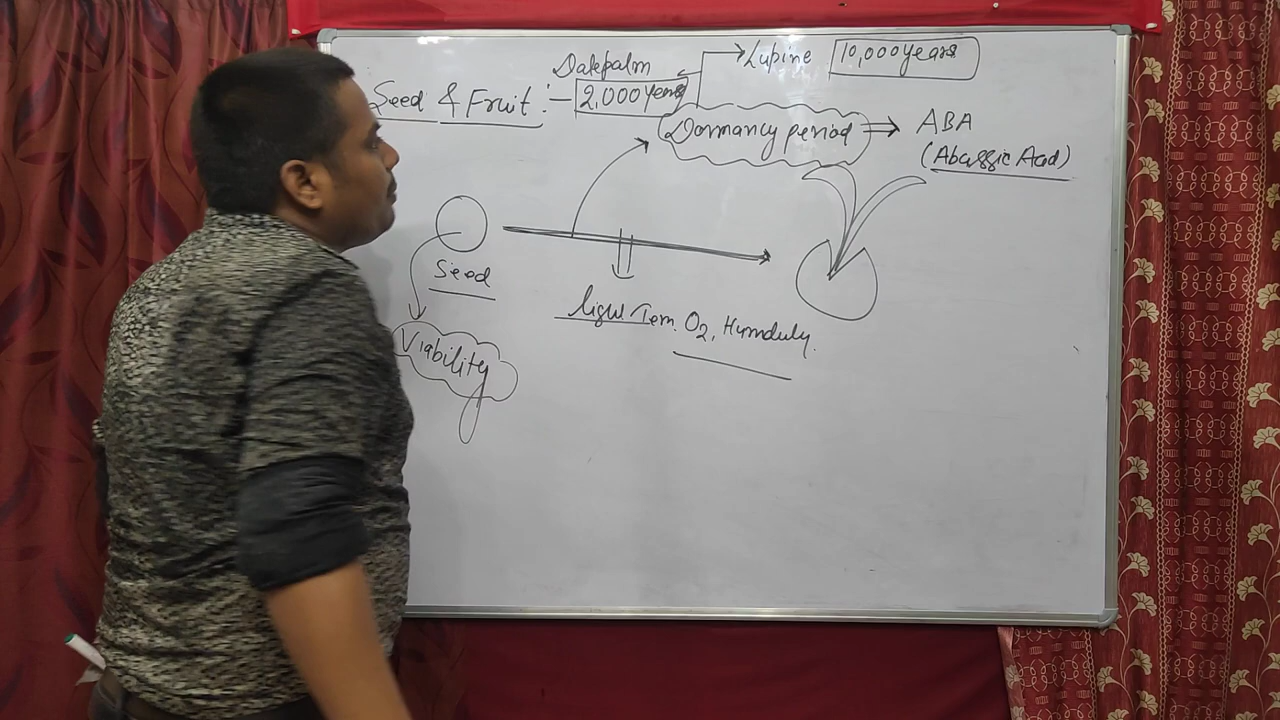 Datepalm
Lupine 10,000 years
Seed & Fruit :- 2,000 years
Dormancy period ⇒ ABA
(Abassic Acid)
Seed
light Tem. O2, Humduly.
Viability